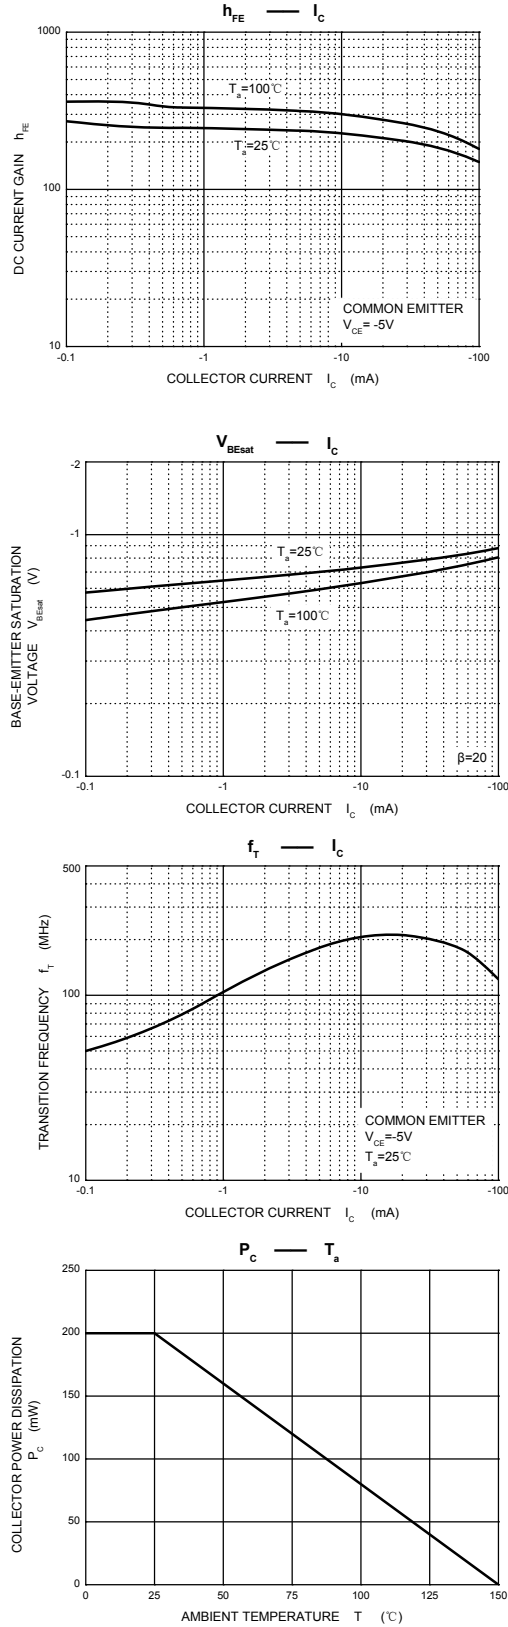 hFE —— IC
1000
100
10
DC CURRENT GAIN hFE
Ta=100℃
Ta=25℃
COMMON EMITTER
VCE= -5V
-0.1 -1 -10 -100
COLLECTOR CURRENT IC (mA)
VBEsat —— IC
-2
-1
-0.1
BASE-EMITTER SATURATION
VOLTAGE VBEsat (V)
Ta=25℃
Ta=100℃
β=20
-0.1 -1 -10 -100
COLLECTOR CURRENT IC (mA)
fT —— IC
500
100
10
TRANSITION FREQUENCY fT (MHz)
COMMON EMITTER
VCE=-5V
Ta=25℃
-0.1 -1 -10 -100
COLLECTOR CURRENT IC (mA)
PC —— Ta
250
200
150
100
50
0
COLLECTOR POWER DISSIPATION
PC (mW)
0 25 50 75 100 125 150
AMBIENT TEMPERATURE T (℃)